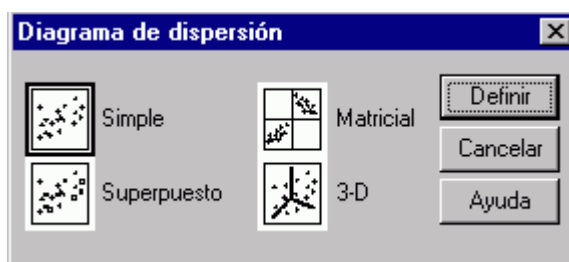 Diagrama de dispersión
Simple
Matricial
Definir
Cancelar
Superpuesto
3-D
Ayuda